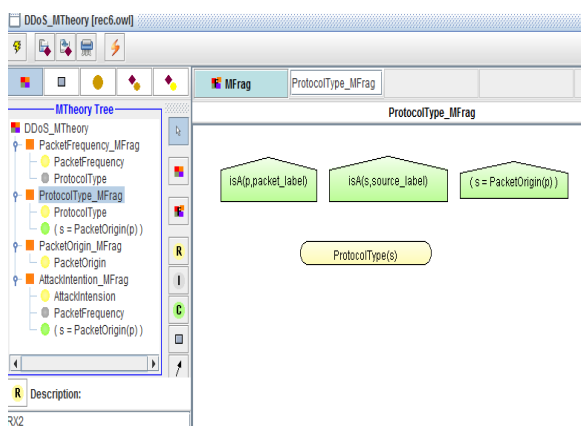 DDoS_MTheory [rec6.owl]
MFrag
ProtocolType_MFrag
MTheory Tree
ProtocolType_MFrag
DDoS_MTheory
PacketFrequency_MFrag
PacketFrequency
ProtocolType
ProtocolType_MFrag
ProtocolType
( s = PacketOrigin(p) )
PacketOrigin_MFrag
PacketOrigin
AttackIntention_MFrag
AttackIntension
PacketFrequency
( s = PacketOrigin(p) )
isA(p,packet_label)
isA(s,source_label)
( s = PacketOrigin(p) )
ProtocolType(s)
R
I
C
R Description:
RX2